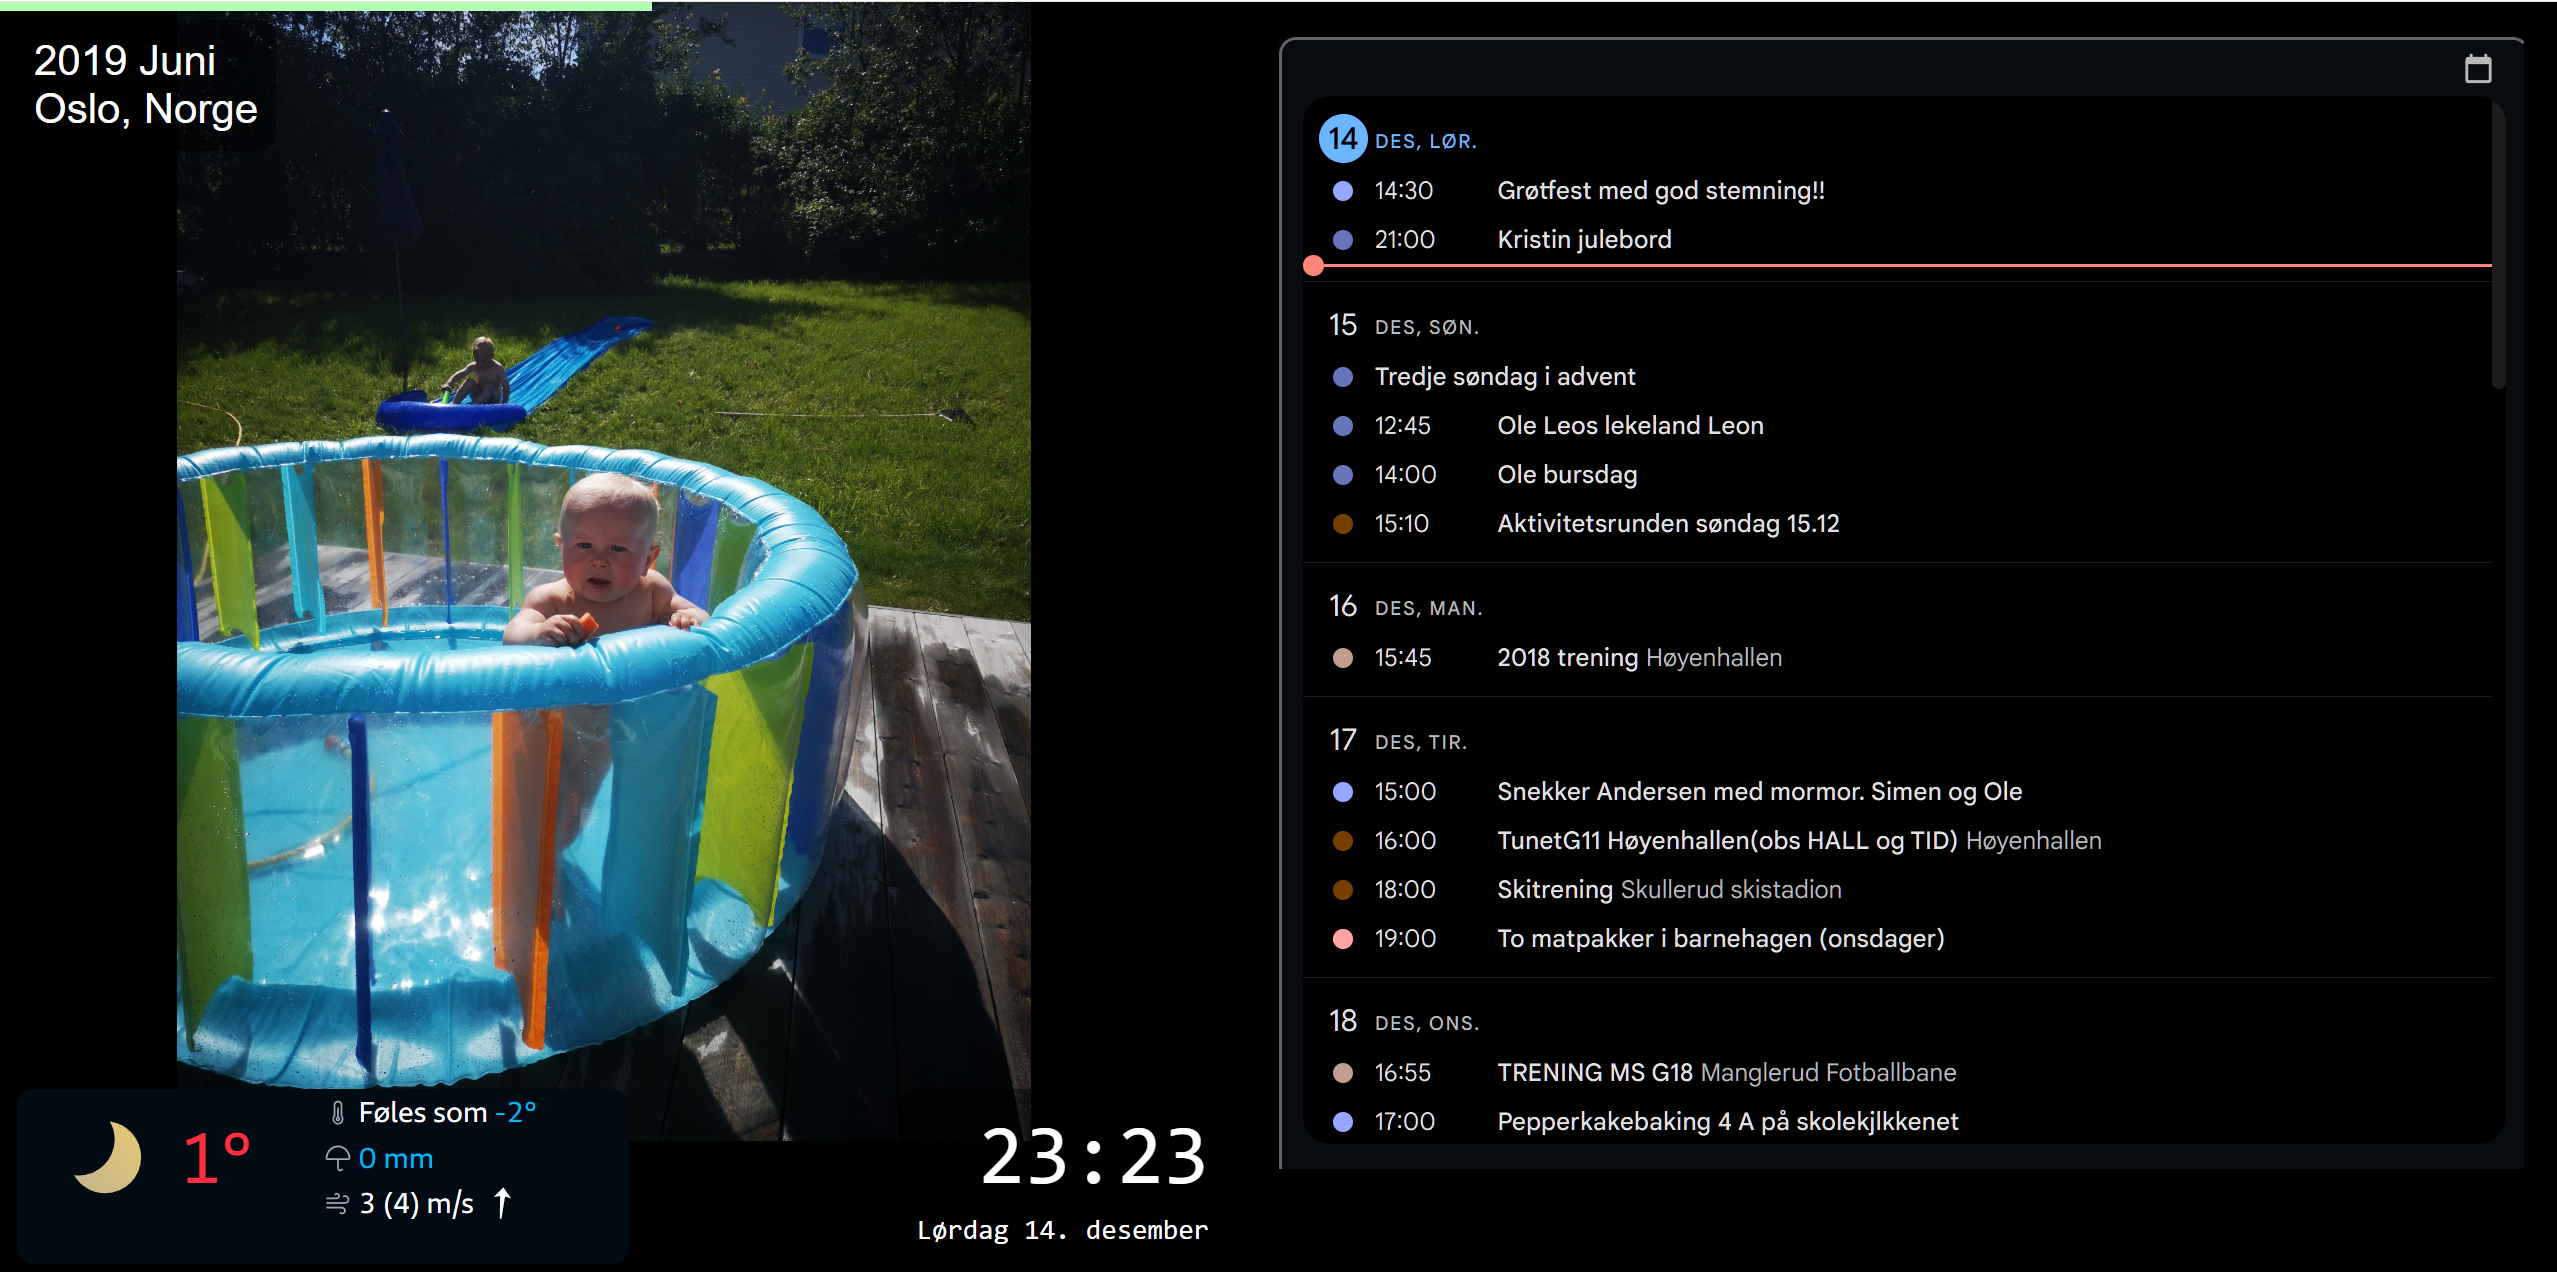 2019 Juni
Oslo, Norge
14 DES, LØR.
14:30 Grøtfest med god stemning!!
21:00 Kristin julebord
15 DES, SØN.
Tredje søndag i advent
12:45 Ole Leos lekeland Leon
14:00 Ole bursdag
15:10 Aktivitetsrunden søndag 15.12
16 DES, MAN.
15:45 2018 trening Høyenhallen
17 DES, TIR.
15:00 Snekker Andersen med mormor. Simen og Ole
16:00 TunetG11 Høyenhallen(obs HALL og TID) Høyenhallen
18:00 Skitrening Skullerud skistadion
19:00 To matpakker i barnehagen (onsdager)
18 DES, ONS.
16:55 TRENING MS G18 Manglerud Fotballbane
17:00 Pepperkakebaking 4 A på skolekjlkkenet
1°
Føles som -2°
0 mm
3 (4) m/s
23:23
Lørdag 14. desember